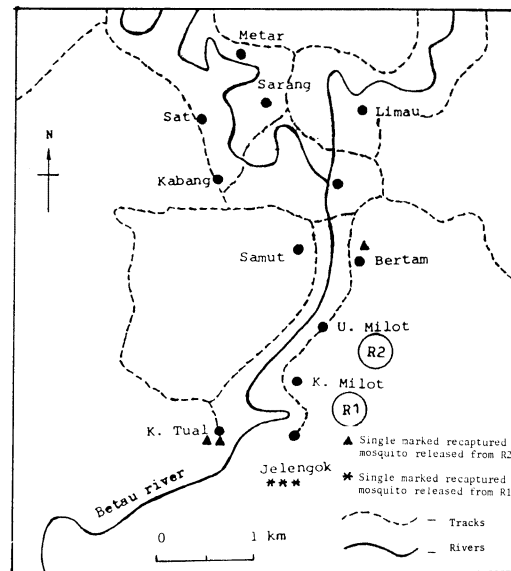 Metar
Sarang
Sat
Limau
N
Kabang
Samut
Bertam
U. Milot
R2
K. Milot
R1
K. Tual
Jelengok
***
Betau river
0 1 km
▲ Single marked recaptured
mosquito released from R2
* Single marked recaptured
mosquito released from R1
– Tracks
– Rivers